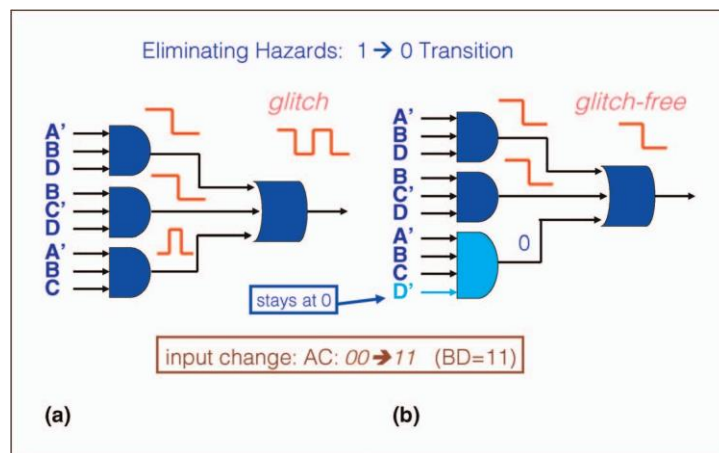 Eliminating Hazards: 1 → 0 Transition
glitch
A'
B
D
B
C'
D
A'
B
C
glitch-free
A'
B
D
B
C'
D
A'
B
C
D'
0
stays at 0
input change: AC: 00→11 (BD=11)
(a)
(b)